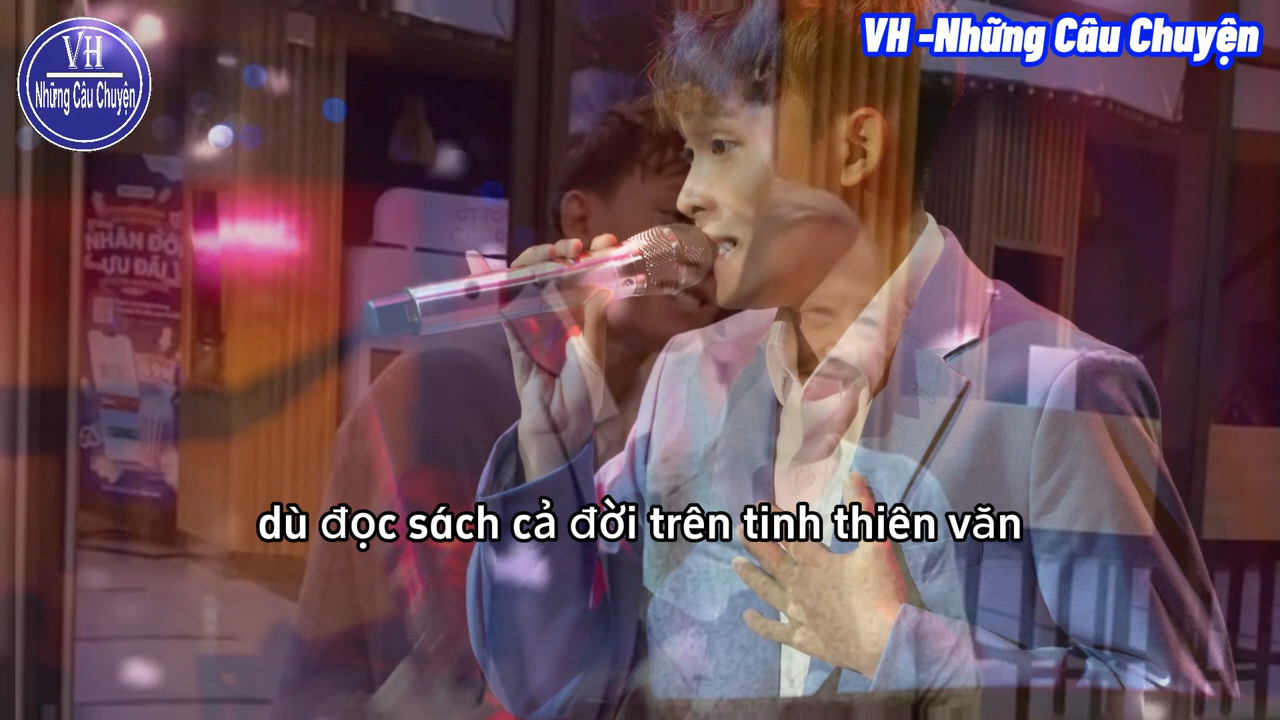 VH
Những Câu Chuyện
VH -Những Câu Chuyện
NHÂN ĐÔI
ƯU ĐÃI
dù đọc sách cả đời trên tinh thiên văn